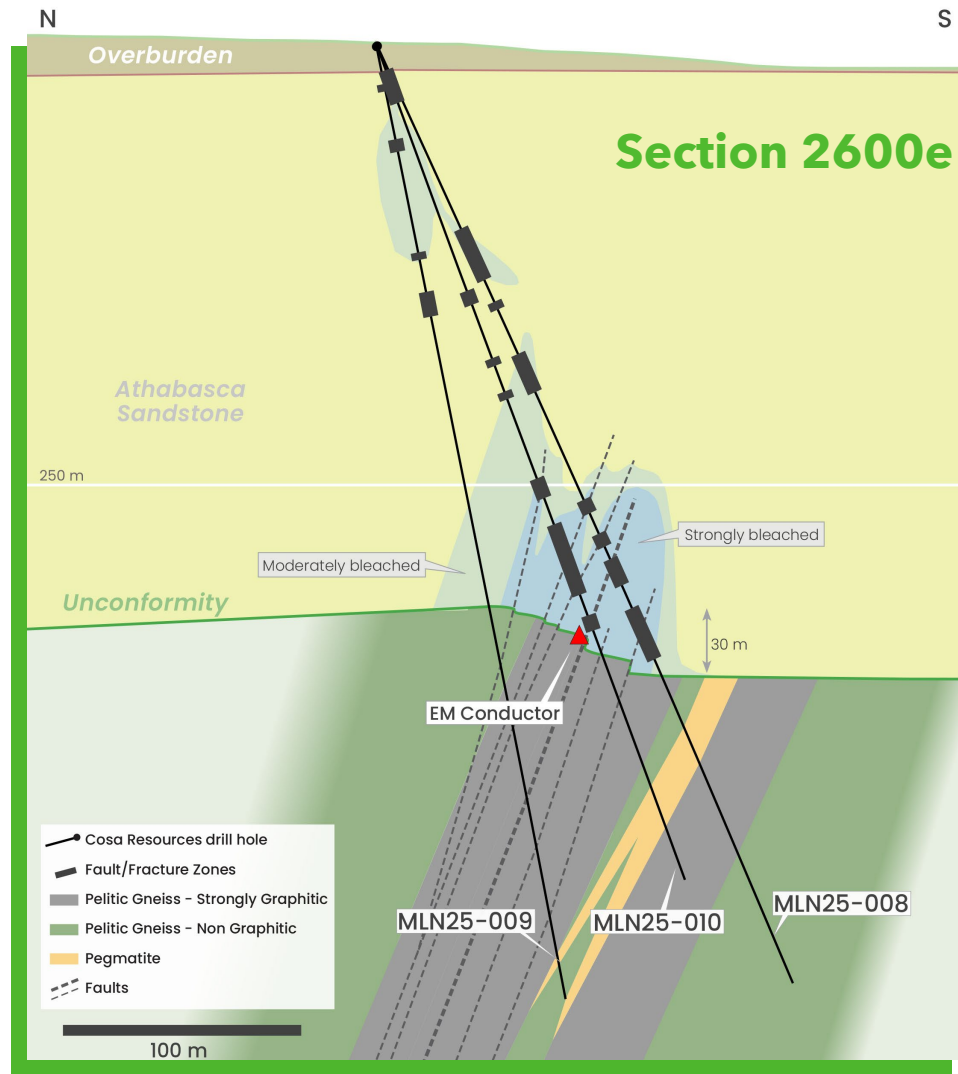 N
S
Overburden
Section 2600e
Athabasca
Sandstone
250 m
Strongly bleached
Moderately bleached
Unconformity
30 m
EM Conductor
Cosa Resources drill hole
Fault/Fracture Zones
Pelitic Gneiss - Strongly Graphitic
Pelitic Gneiss - Non Graphitic
Pegmatite
Faults
MLN25-009
MLN25-010
MLN25-008
100 m